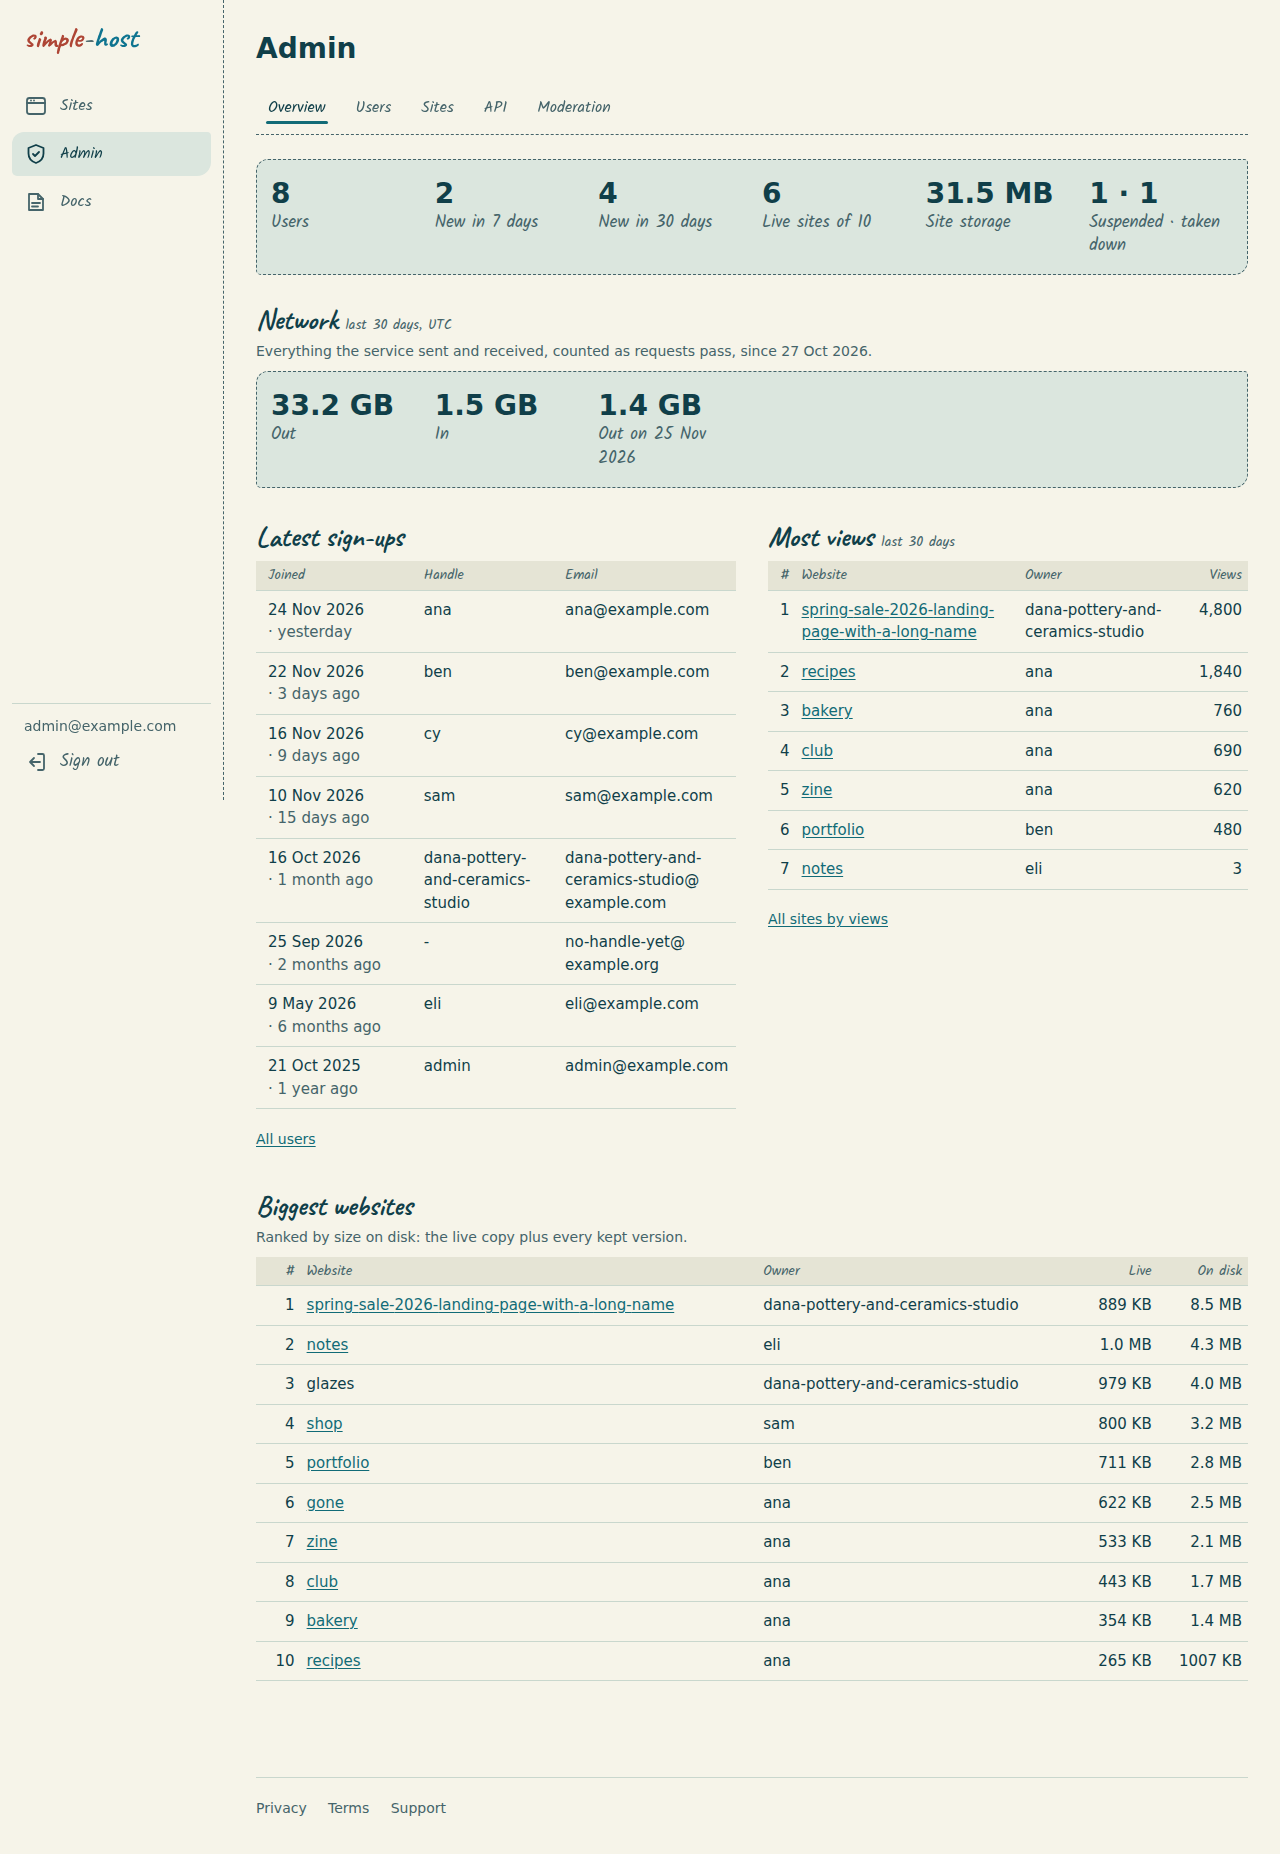 simple-host
Sites
Admin
Docs
admin@example.com
Sign out
Admin
Overview Users Sites API Moderation
8 2 4 6 31.5 MB 1 · 1
Users New in 7 days New in 30 days Live sites of 10 Site storage Suspended · taken
down
Network last 30 days, UTC
Everything the service sent and received, counted as requests pass, since 27 Oct 2026.
33.2 GB 1.5 GB 1.4 GB
Out In Out on 25 Nov
2026
Latest sign-ups
Joined Handle Email
24 Nov 2026 ana ana@example.com
· yesterday
22 Nov 2026 ben ben@example.com
· 3 days ago
16 Nov 2026 cy cy@example.com
· 9 days ago
10 Nov 2026 sam sam@example.com
· 15 days ago
16 Oct 2026 dana-pottery- dana-pottery-and-
· 1 month ago and-ceramics- ceramics-studio@
studio example.com
25 Sep 2026 - no-handle-yet@
· 2 months ago example.org
9 May 2026 eli eli@example.com
· 6 months ago
21 Oct 2025 admin admin@example.com
· 1 year ago
All users
Most views last 30 days
# Website Owner Views
1 spring-sale-2026-landing- dana-pottery-and- 4,800
page-with-a-long-name ceramics-studio
2 recipes ana 1,840
3 bakery ana 760
4 club ana 690
5 zine ana 620
6 portfolio ben 480
7 notes eli 3
All sites by views
Biggest websites
Ranked by size on disk: the live copy plus every kept version.
# Website Owner Live On disk
1 spring-sale-2026-landing-page-with-a-long-name dana-pottery-and-ceramics-studio 889 KB 8.5 MB
2 notes eli 1.0 MB 4.3 MB
3 glazes dana-pottery-and-ceramics-studio 979 KB 4.0 MB
4 shop sam 800 KB 3.2 MB
5 portfolio ben 711 KB 2.8 MB
6 gone ana 622 KB 2.5 MB
7 zine ana 533 KB 2.1 MB
8 club ana 443 KB 1.7 MB
9 bakery ana 354 KB 1.4 MB
10 recipes ana 265 KB 1007 KB
Privacy Terms Support